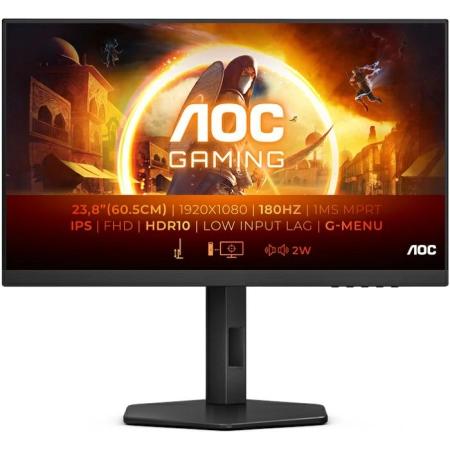 AOC
GAMING
23,8"(60.5CM) | 1920X1080 | 180HZ | 1MS MPRT
IPS | FHD | HDR10 | LOW INPUT LAG | G-MENU
2W
AOC